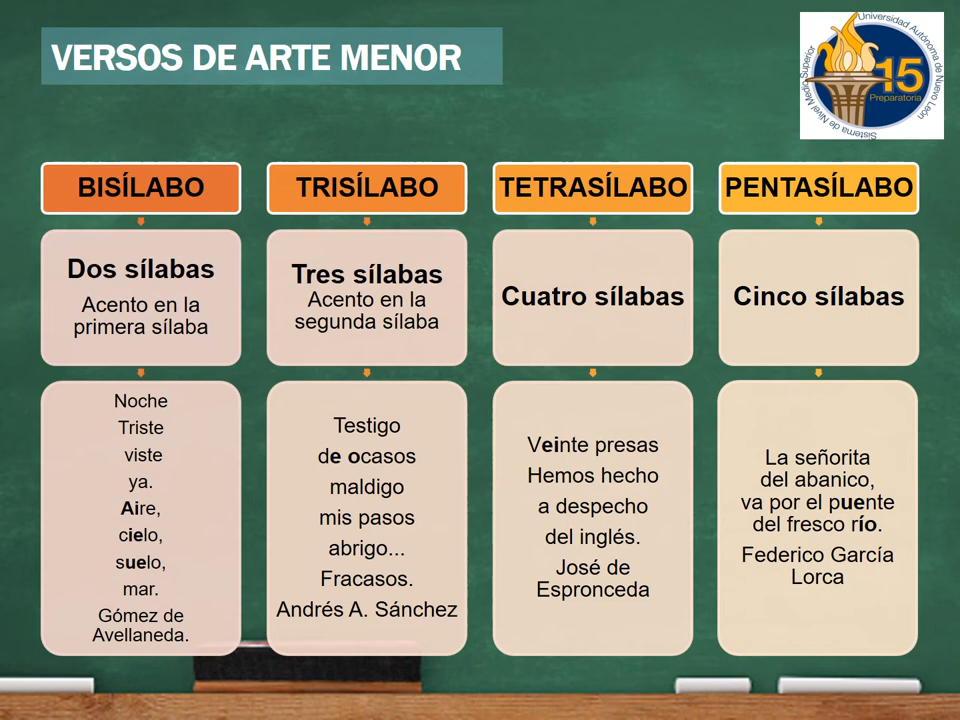 VERSOS DE ARTE MENOR
Universidad Autónoma de Nuevo León
Sistema de Nivel Medio Superior
15
Preparatoria
BISÍLABO
Dos sílabas
Acento en la
primera sílaba
Noche
Triste
viste
ya.
Aire,
cielo,
suelo,
mar.
Gómez de
Avellaneda.
TRISÍLABO
Tres sílabas
Acento en la
segunda sílaba
Testigo
de ocasos
maldigo
mis pasos
abrigo...
Fracasos.
Andrés A. Sánchez
TETRASÍLABO
Cuatro sílabas
Veinte presas
Hemos hecho
a despecho
del inglés.
José de
Espronceda
PENTASÍLABO
Cinco sílabas
La señorita
del abanico,
va por el puente
del fresco río.
Federico García
Lorca